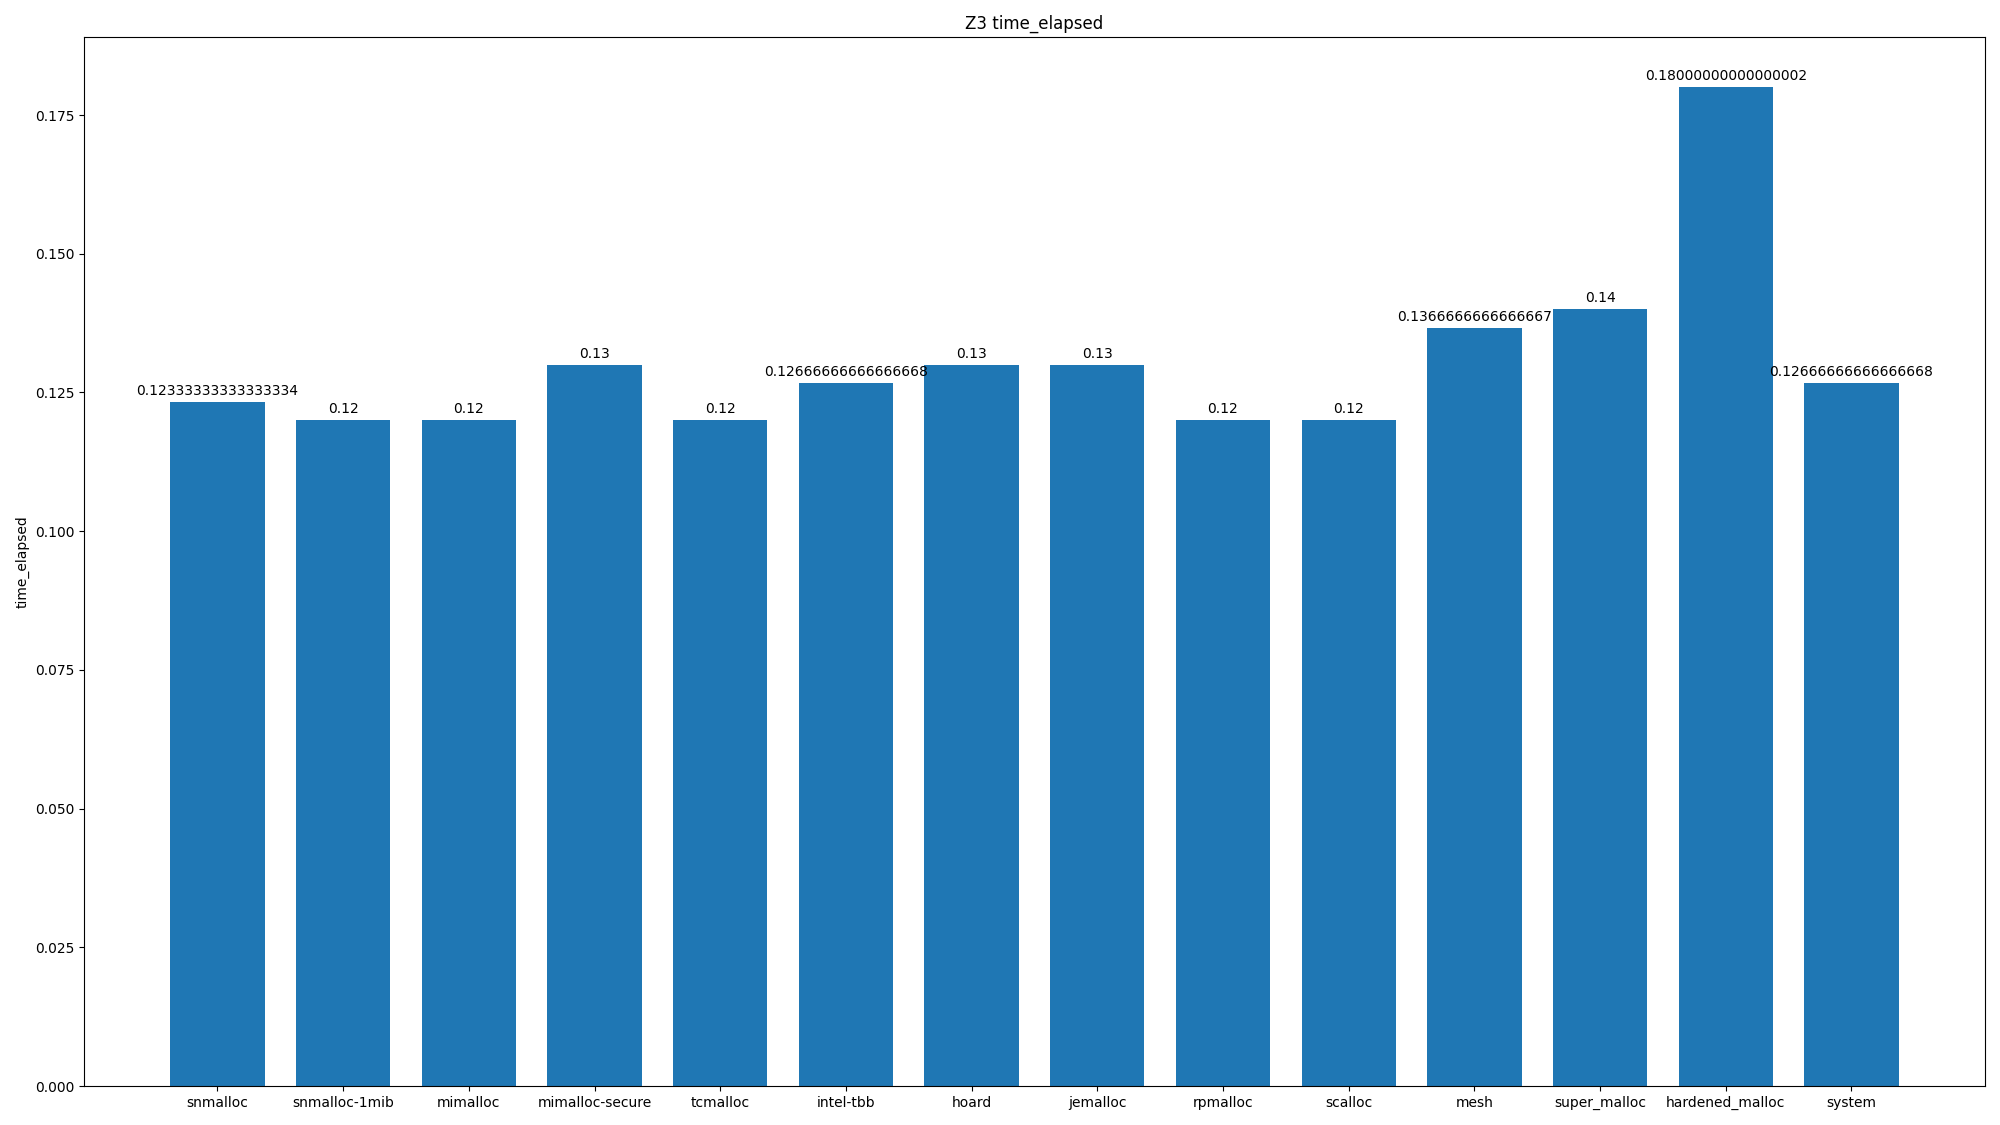 Z3 time_elapsed
time_elapsed
0.175
0.150
0.125
0.100
0.075
0.050
0.025
0.000
0.12333333333333334
0.12
0.12
0.13
0.12
0.12666666666666668
0.13
0.13
0.12
0.12
0.1366666666666667
0.14
0.18000000000000002
0.12666666666666668
snmalloc
snmalloc-1mib
mimalloc
mimalloc-secure
tcmalloc
intel-tbb
hoard
jemalloc
rpmalloc
scalloc
mesh
super_malloc
hardened_malloc
system